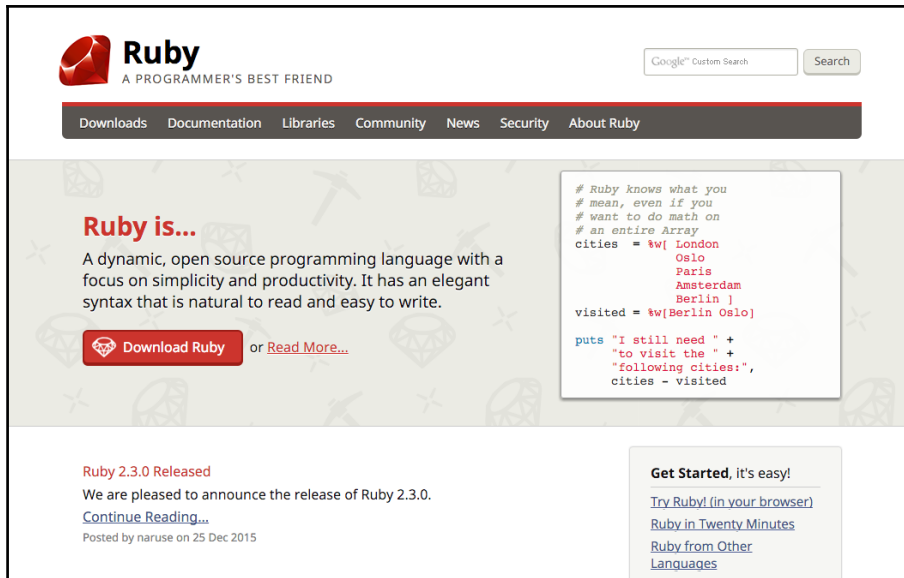 Ruby
A PROGRAMMER'S BEST FRIEND
Google™ Custom Search
Search
Downloads Documentation Libraries Community News Security About Ruby
Ruby is...
A dynamic, open source programming language with a
focus on simplicity and productivity. It has an elegant
syntax that is natural to read and easy to write.
Download Ruby or Read More...
# Ruby knows what you
# mean, even if you
# want to do math on
# an entire Array
cities  = %w[ London
              Oslo
              Paris
              Amsterdam
              Berlin ]
visited = %w[Berlin Oslo]
puts "I still need " +
     "to visit the " +
     "following cities:",
     cities - visited
Ruby 2.3.0 Released
We are pleased to announce the release of Ruby 2.3.0.
Continue Reading...
Posted by naruse on 25 Dec 2015
Get Started, it's easy!
Try Ruby! (in your browser)
Ruby in Twenty Minutes
Ruby from Other
Languages